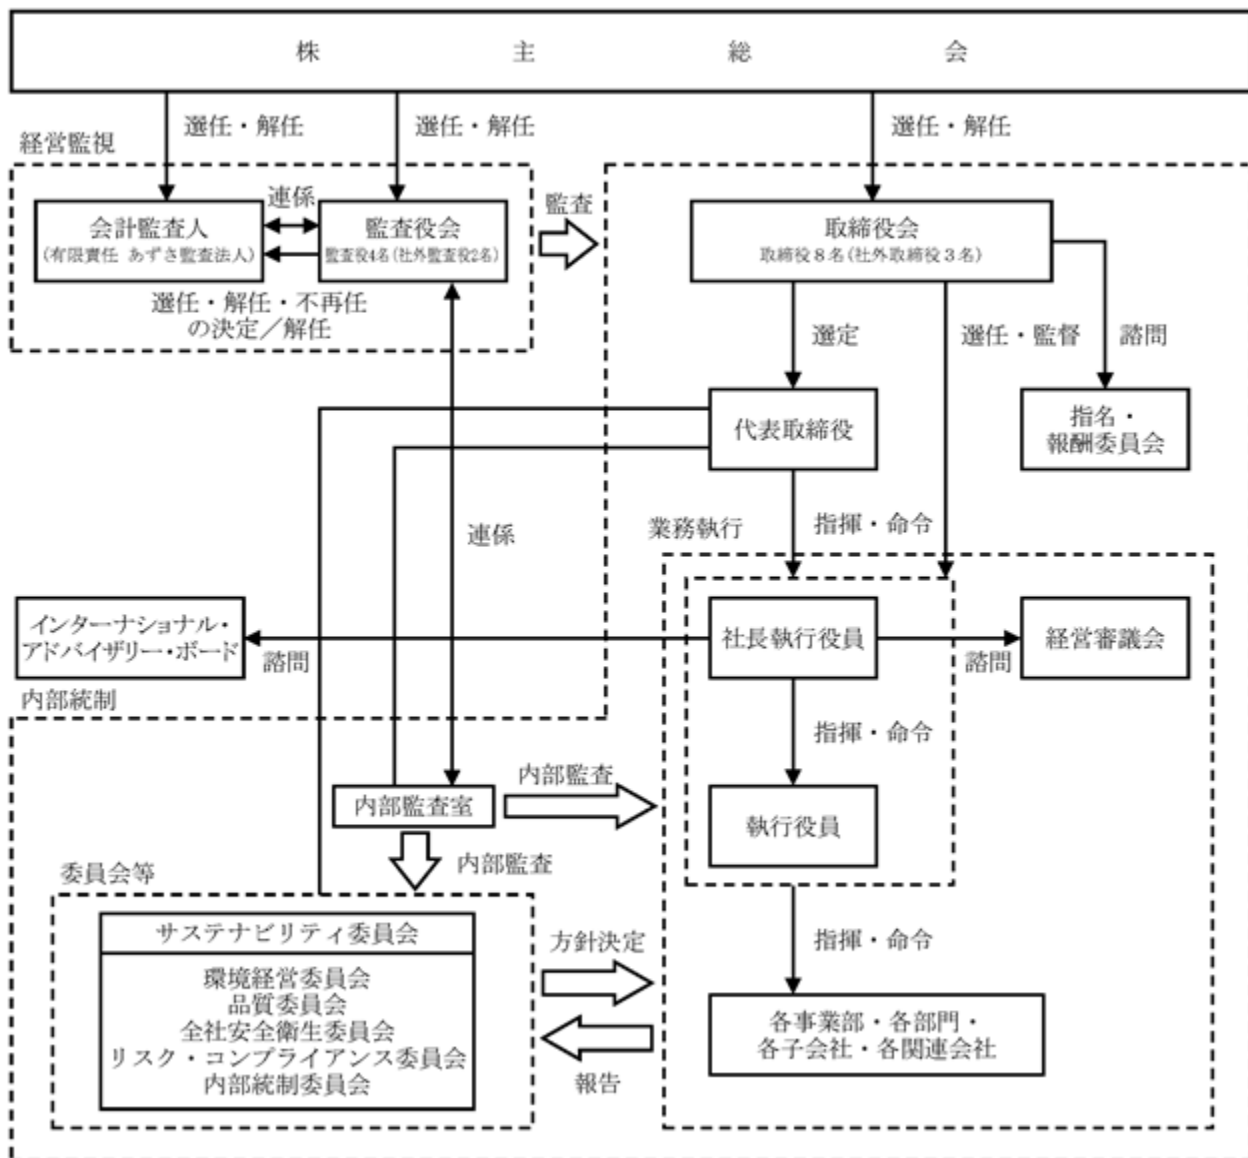 株主総会
選任・解任
選任・解任
選任・解任
経営監視
会計監査人
(有限責任 あずさ監査法人)
連係
監査役会
監査役4名(社外監査役2名)
選任・解任・不再任
の決定／解任
監査
取締役会
取締役８名(社外取締役３名)
選定
選任・監督
諮問
代表取締役
指名・
報酬委員会
連係
業務執行
指揮・命令
インターナショナル・
アドバイザリー・ボード
諮問
社長執行役員
諮問
経営審議会
内部統制
指揮・命令
内部監査室
内部監査
執行役員
内部監査
委員会等
サステナビリティ委員会
環境経営委員会
品質委員会
全社安全衛生委員会
リスク・コンプライアンス委員会
内部統制委員会
方針決定
報告
指揮・命令
各事業部・各部門・
各子会社・各関連会社